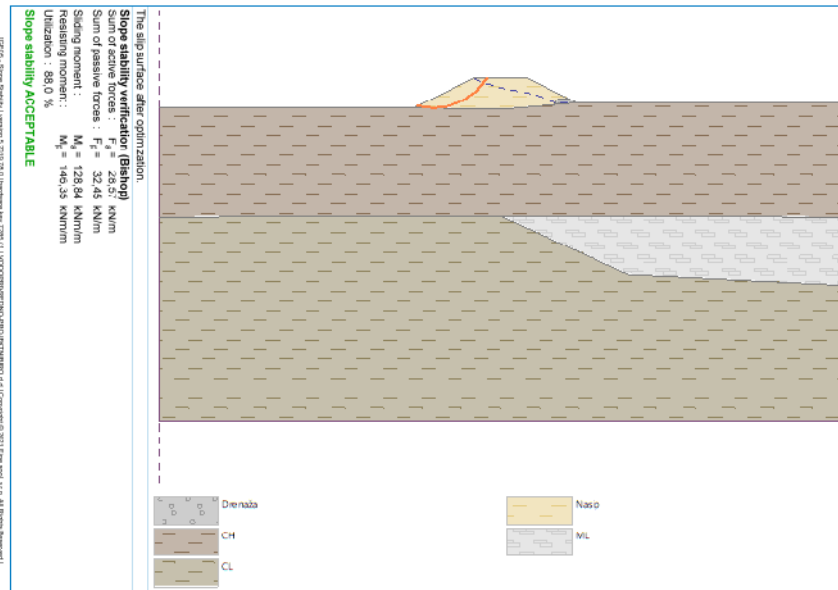 The slip surface after optimization.
Slope stability verification (Bishop)
Sum of active forces : Fa = 28,57 kN/m
Sum of passive forces : Fp = 32,45 kN/m
Sliding moment : Ma = 128,84 kNm/m
Resisting moment : Mp = 146,35 kNm/m
Utilization : 88,0 %
Slope stability ACCEPTABLE
Drenaža
CH
CL
Nasip
ML